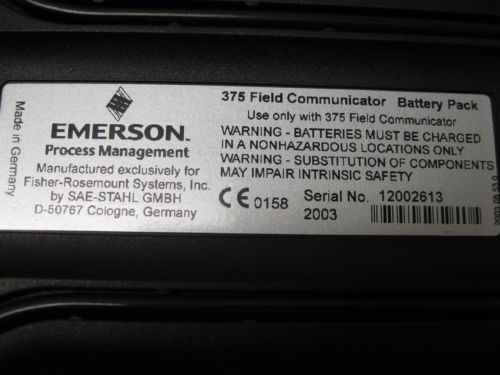 Made in Germany
EMERSON.
Process Management
Manufactured exclusively for
Fisher-Rosemount Systems, Inc.
by SAE-STAHL GMBH
D-50767 Cologne, Germany
375 Field Communicator Battery Pack
Use only with 375 Field Communicator
WARNING - BATTERIES MUST BE CHARGED
IN A NONHAZARDOUS LOCATIONS ONLY
WARNING - SUBSTITUTION OF COMPONENTS
MAY IMPAIR INTRINSIC SAFETY
CE 0158
Serial No. 12002613
2003